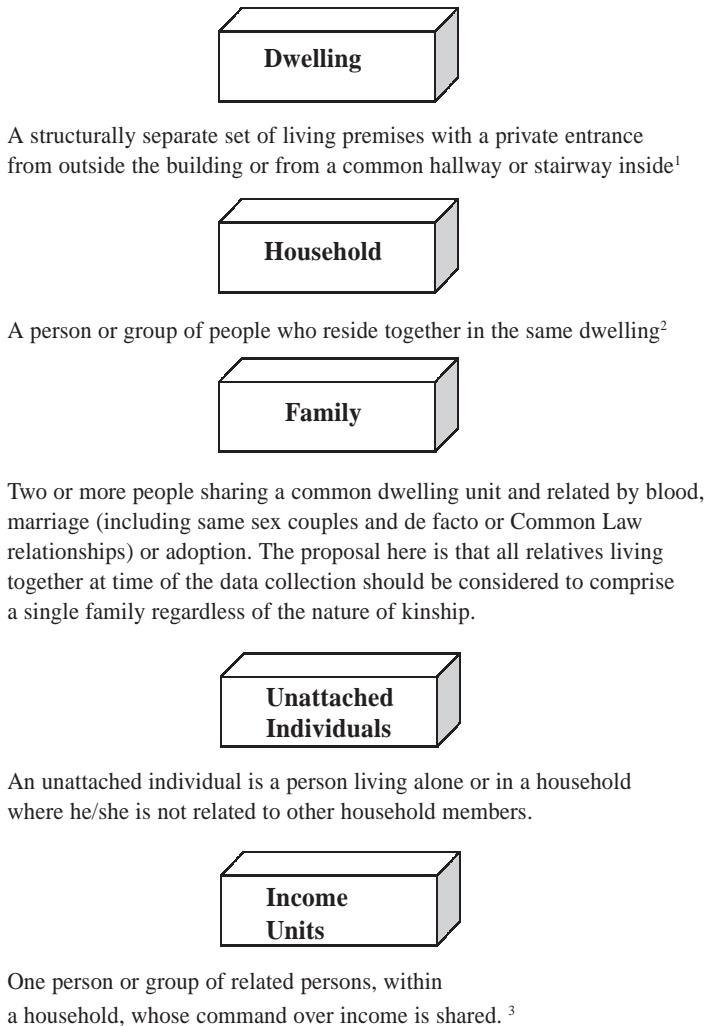 Dwelling
A structurally separate set of living premises with a private entrance
from outside the building or from a common hallway or stairway inside¹
Household
A person or group of people who reside together in the same dwelling²
Family
Two or more people sharing a common dwelling unit and related by blood,
marriage (including same sex couples and de facto or Common Law
relationships) or adoption. The proposal here is that all relatives living
together at time of the data collection should be considered to comprise
a single family regardless of the nature of kinship.
Unattached
Individuals
An unattached individual is a person living alone or in a household
where he/she is not related to other household members.
Income
Units
One person or group of related persons, within
a household, whose command over income is shared. ³